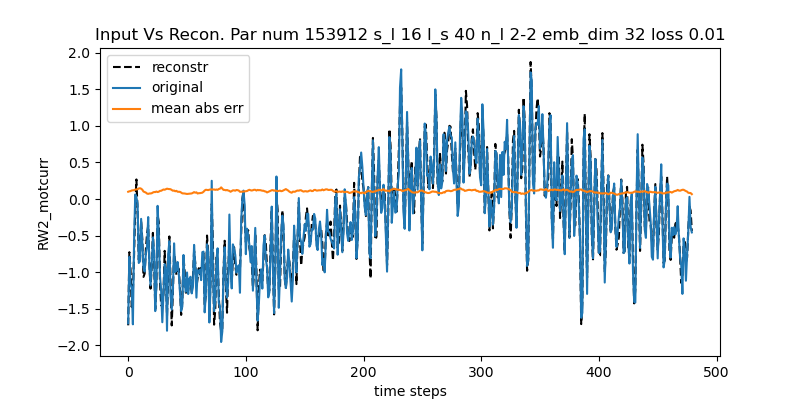 Input Vs Recon. Par num 153912 s_l 16 l_s 40 n_l 2-2 emb_dim 32 loss 0.01
reconstr
original
mean abs err
2.0
1.5
1.0
0.5
0.0
−0.5
−1.0
−1.5
−2.0
RW2_motcurr
0 100 200 300 400 500
time steps